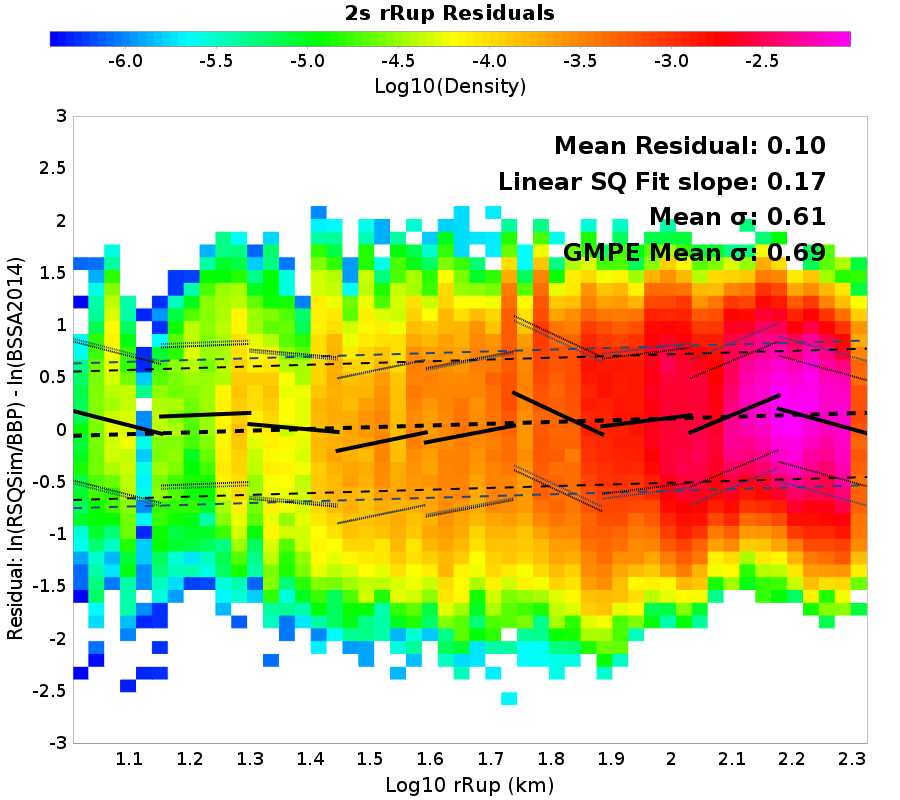 2s rRup Residuals
-6.0 -5.5 -5.0 -4.5 -4.0 -3.5 -3.0 -2.5
Log10(Density)
Mean Residual: 0.10
Linear SQ Fit slope: 0.17
Mean σ: 0.61
GMPE Mean σ: 0.69
Residual: ln(RSQSim/BBP) - ln(BSSA2014)
3
2.5
2
1.5
1
0.5
0
-0.5
-1
-1.5
-2
-2.5
-3
1.1 1.2 1.3 1.4 1.5 1.6 1.7 1.8 1.9 2 2.1 2.2 2.3
Log10 rRup (km)